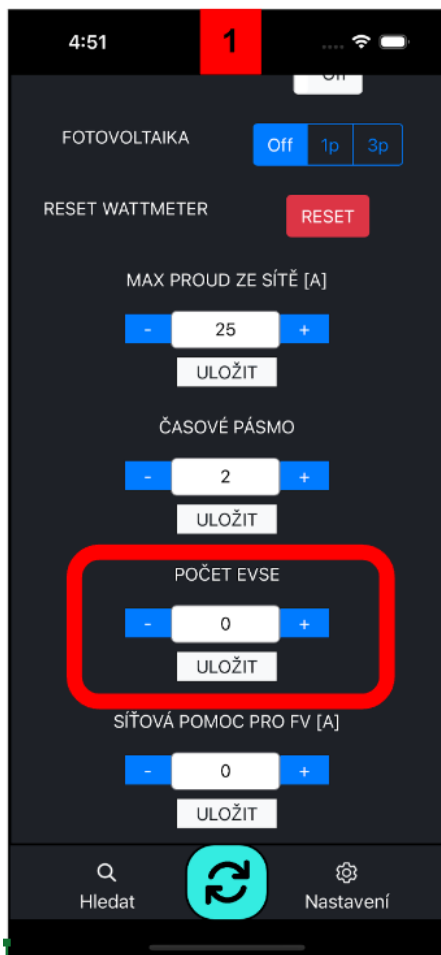 4:51
1
Off
FOTOVOLTAIKA
Off 1p 3p
RESET WATTMETER
RESET
MAX PROUD ZE SÍTĚ [A]
- 25 +
ULOŽIT
ČASOVÉ PÁSMO
- 2 +
ULOŽIT
POČET EVSE
- 0 +
ULOŽIT
SÍŤOVÁ POMOC PRO FV [A]
- 0 +
ULOŽIT
Hledat
Nastavení